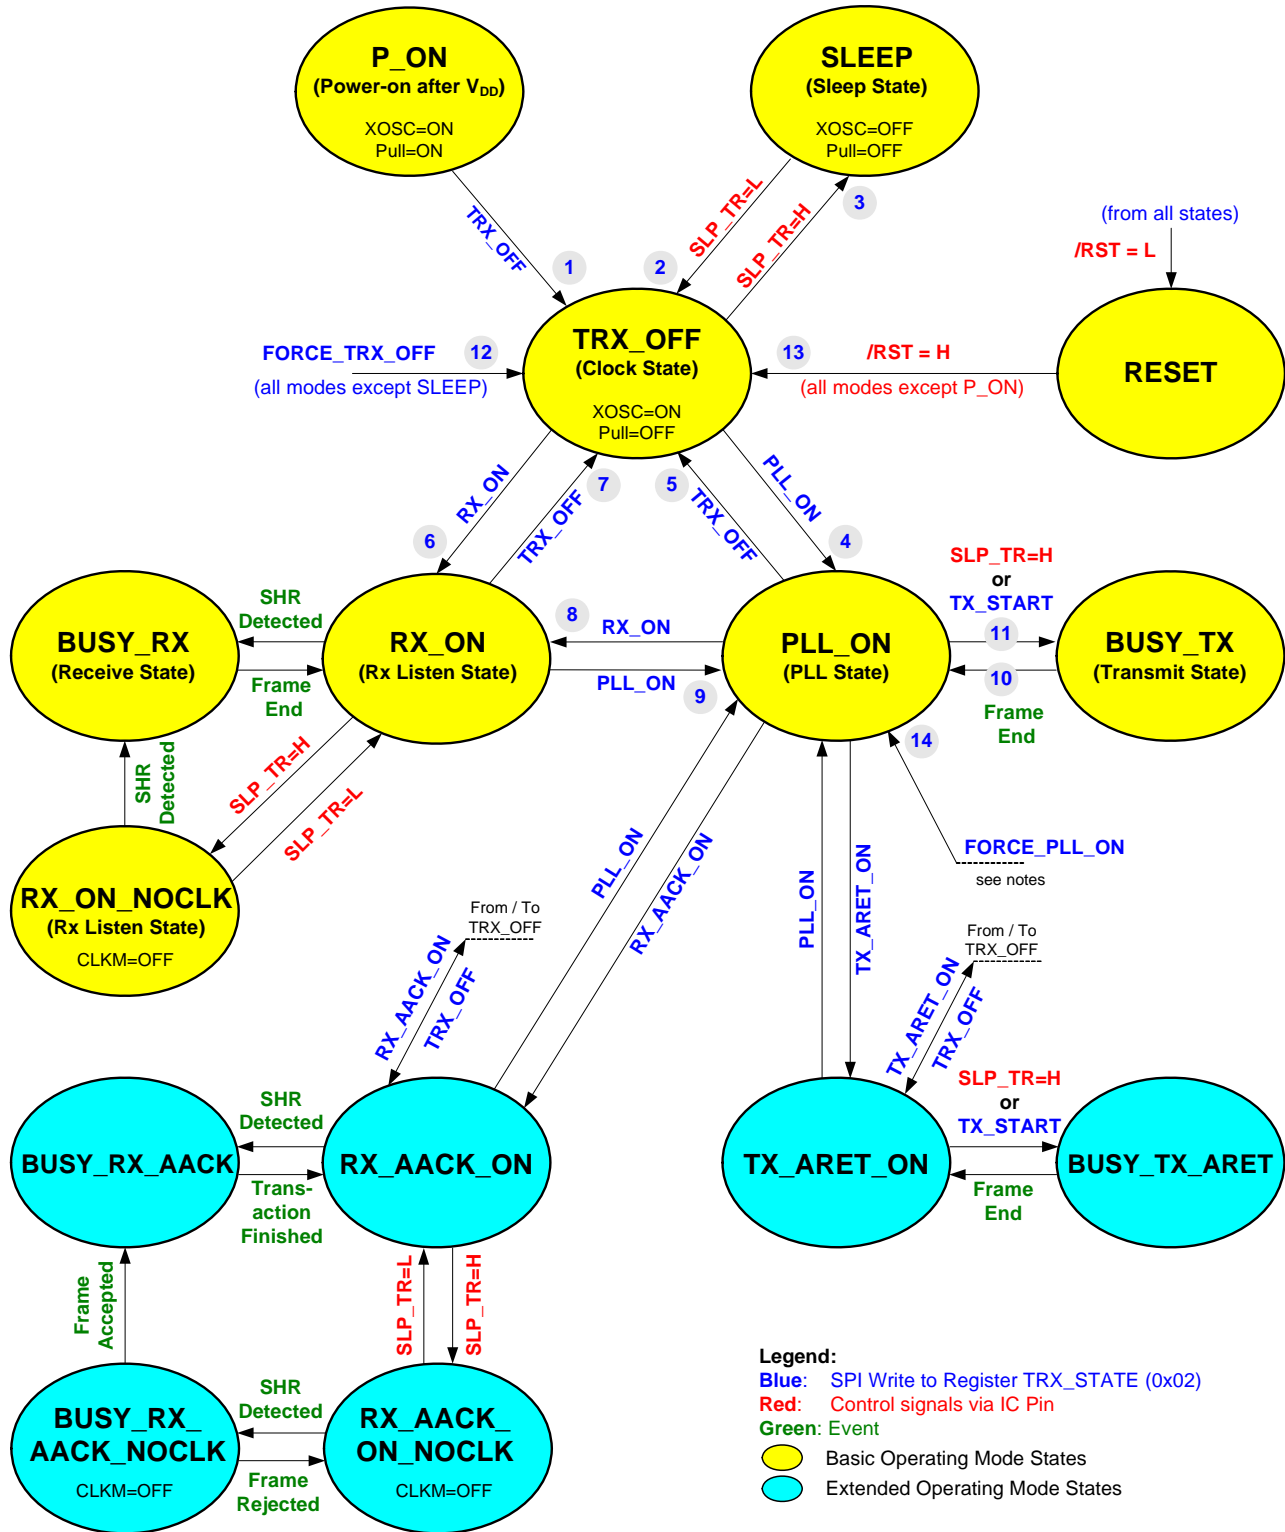 P_ON
(Power-on after VDD)
XOSC=ON
Pull=ON
SLEEP
(Sleep State)
XOSC=OFF
Pull=OFF
TRX_OFF
1
2
SLP_TR=L
SLP_TR=H
3
(from all states)
/RST = L
FORCE_TRX_OFF
12
(all modes except SLEEP)
TRX_OFF
(Clock State)
XOSC=ON
Pull=OFF
13
/RST = H
(all modes except P_ON)
RESET
RX_ON
6
7
TRX_OFF
5
TRX_OFF
PLL_ON
4
BUSY_RX
(Receive State)
SHR
Detected
Frame
End
RX_ON
(Rx Listen State)
8
RX_ON
PLL_ON
9
PLL_ON
(PLL State)
SLP_TR=H
or
TX_START
11
10
Frame
End
BUSY_TX
(Transmit State)
14
FORCE_PLL_ON
see notes
SHR
Detected
SLP_TR=H
SLP_TR=L
RX_ON_NOCLK
(Rx Listen State)
CLKM=OFF
PLL_ON
RX_AACK_ON
PLL_ON
TX_ARET_ON
From / To
TRX_OFF
RX_AACK_ON
TRX_OFF
From / To
TRX_OFF
TX_ARET_ON
TRX_OFF
BUSY_RX_AACK
SHR
Detected
Trans-
action
Finished
RX_AACK_ON
TX_ARET_ON
SLP_TR=H
or
TX_START
Frame
End
BUSY_TX_ARET
Frame
Accepted
SLP_TR=L
SLP_TR=H
BUSY_RX_
AACK_NOCLK
CLKM=OFF
SHR
Detected
Frame
Rejected
RX_AACK_
ON_NOCLK
CLKM=OFF
Legend:
Blue: SPI Write to Register TRX_STATE (0x02)
Red: Control signals via IC Pin
Green: Event
Basic Operating Mode States
Extended Operating Mode States